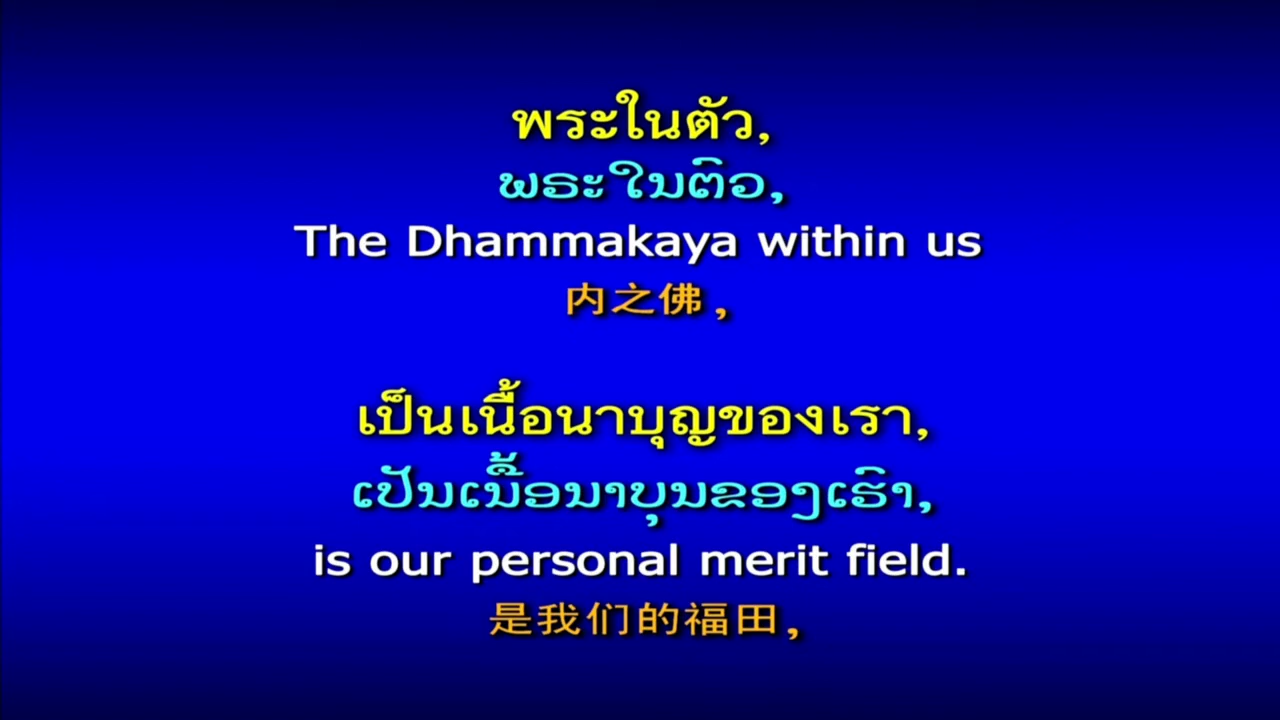 พระในตัว,
ພຣະໃນຕົວ,
The Dhammakaya within us
内之佛,
เป็นเนื้อนาบุญของเรา,
ເປັນເນື້ອນາບຸນຂອງເຮົາ,
is our personal merit field.
是我们的福田,